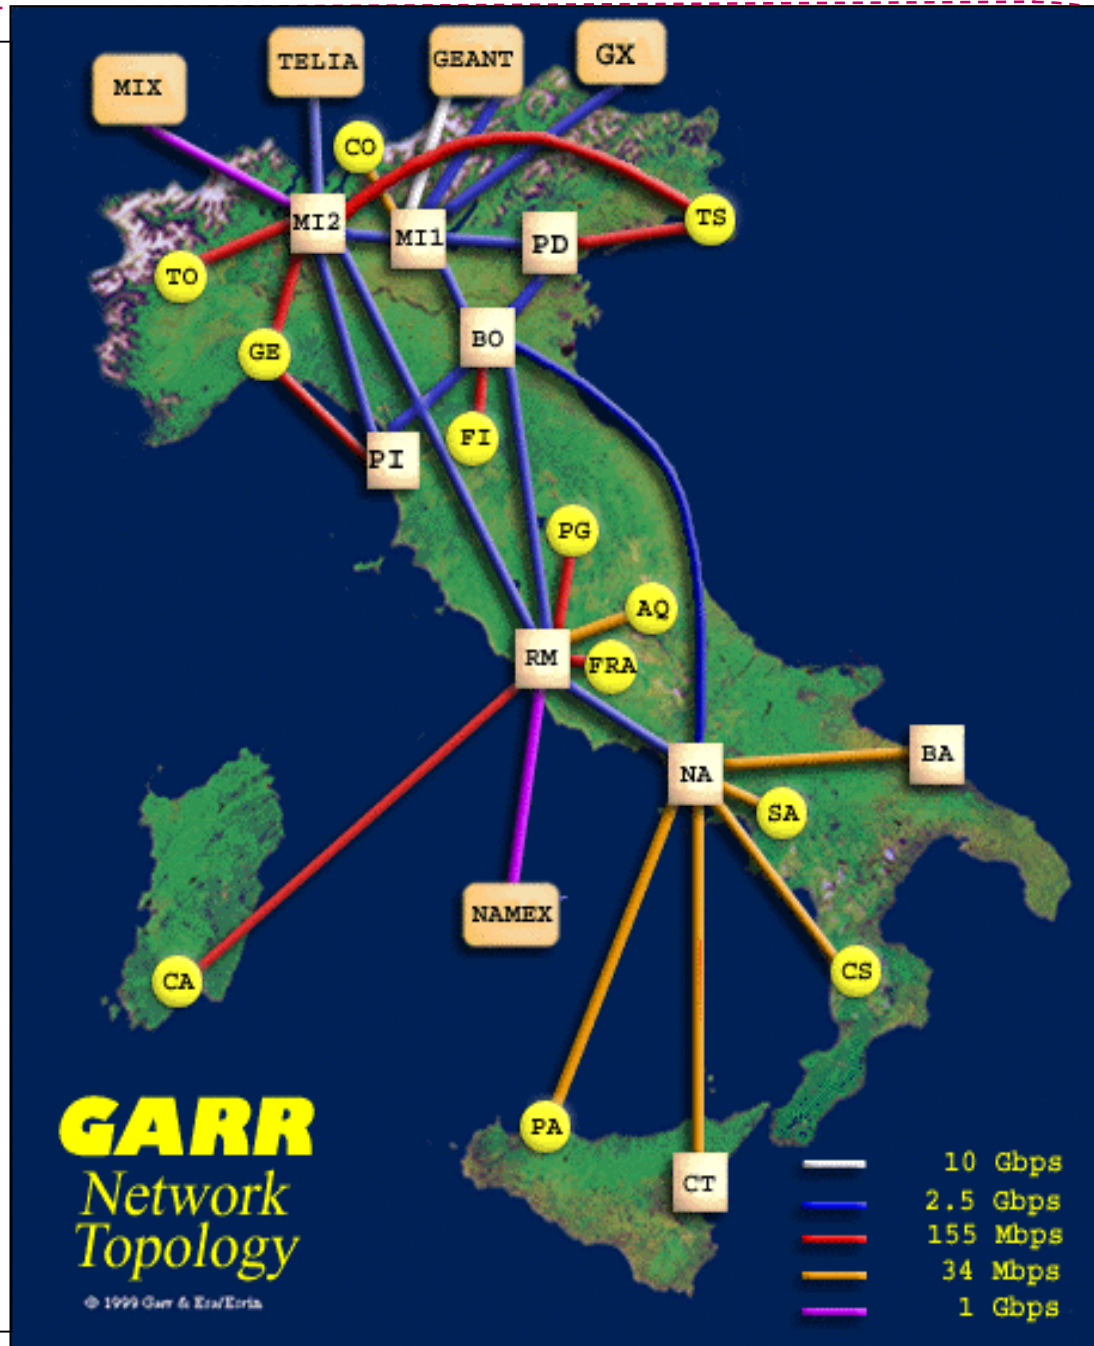 MIX
TELIA
GEANT
GX
CO
MI2
MI1
PD
TS
TO
GE
BO
PI
FI
PG
AQ
RM
FRA
NA
BA
SA
NAMEX
CA
CS
PA
CT
GARR
Network
Topology
© 1999 Garr &
10 Gbps
2.5 Gbps
155 Mbps
34 Mbps
1 Gbps